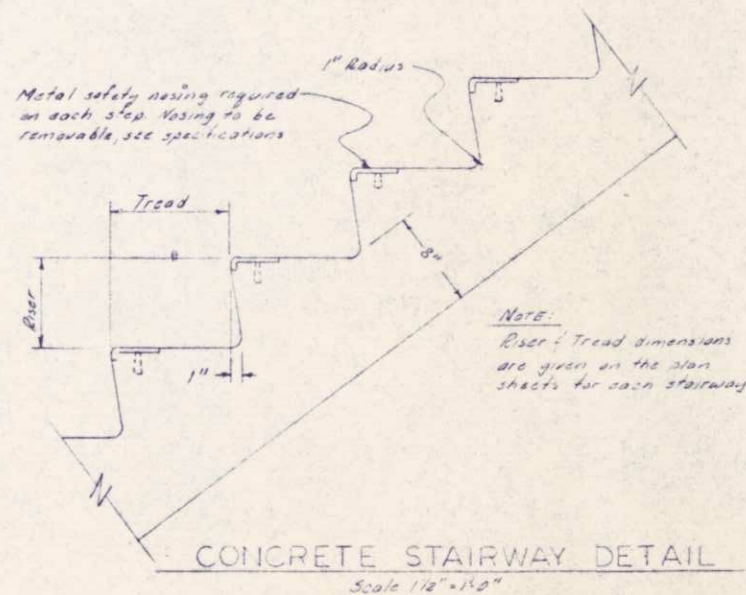 1" Radius
Metal safety nosing required
on each step. Nosing to be
removable, see specifications
Tread
Riser
8"
1"
NOTE:
Riser & Tread dimensions
are given on the plan
sheets for each stairway
CONCRETE STAIRWAY DETAIL
Scale 1½" = 1'-0"